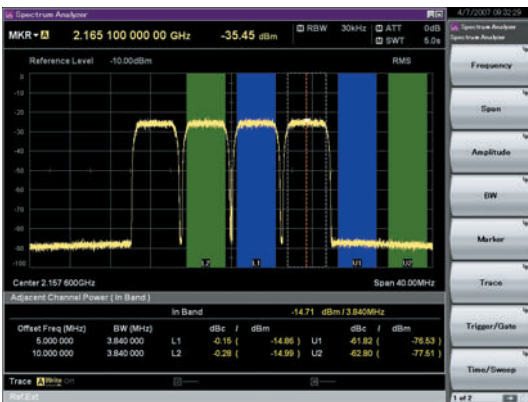 Spectrum Analyzer
4/7/2007 09:32:29
MKR▾A 2.165 100 000 00 GHz -35.45 dBm
RBW 30kHz ATT 0dB
SWT 5.0s
Reference Level -10.00dBm RMS
0
-10
-20
-30
-40
-50
-60
-70
-80
-90
-100
L2 L1 U1 U2
Center 2.157 600GHz Span 40.00MHz
Adjacent Channel Power ( In Band )
In Band -14.71 dBm / 3.840MHz
Offset Freq (MHz) BW (MHz) dBc / dBm dBc / dBm
5.000 000 3.840 000 L1 -0.15 ( -14.86 ) U1 -61.82 ( -76.53 )
10.000 000 3.840 000 L2 -0.28 ( -14.99 ) U2 -62.80 ( -77.51 )
Trace A Write On
Ref.Ext
Spectrum Analyzer
Spectrum Analyzer
Frequency
Span
Amplitude
BW
Marker
Trace
Trigger/Gate
Time/Sweep
1 of 2